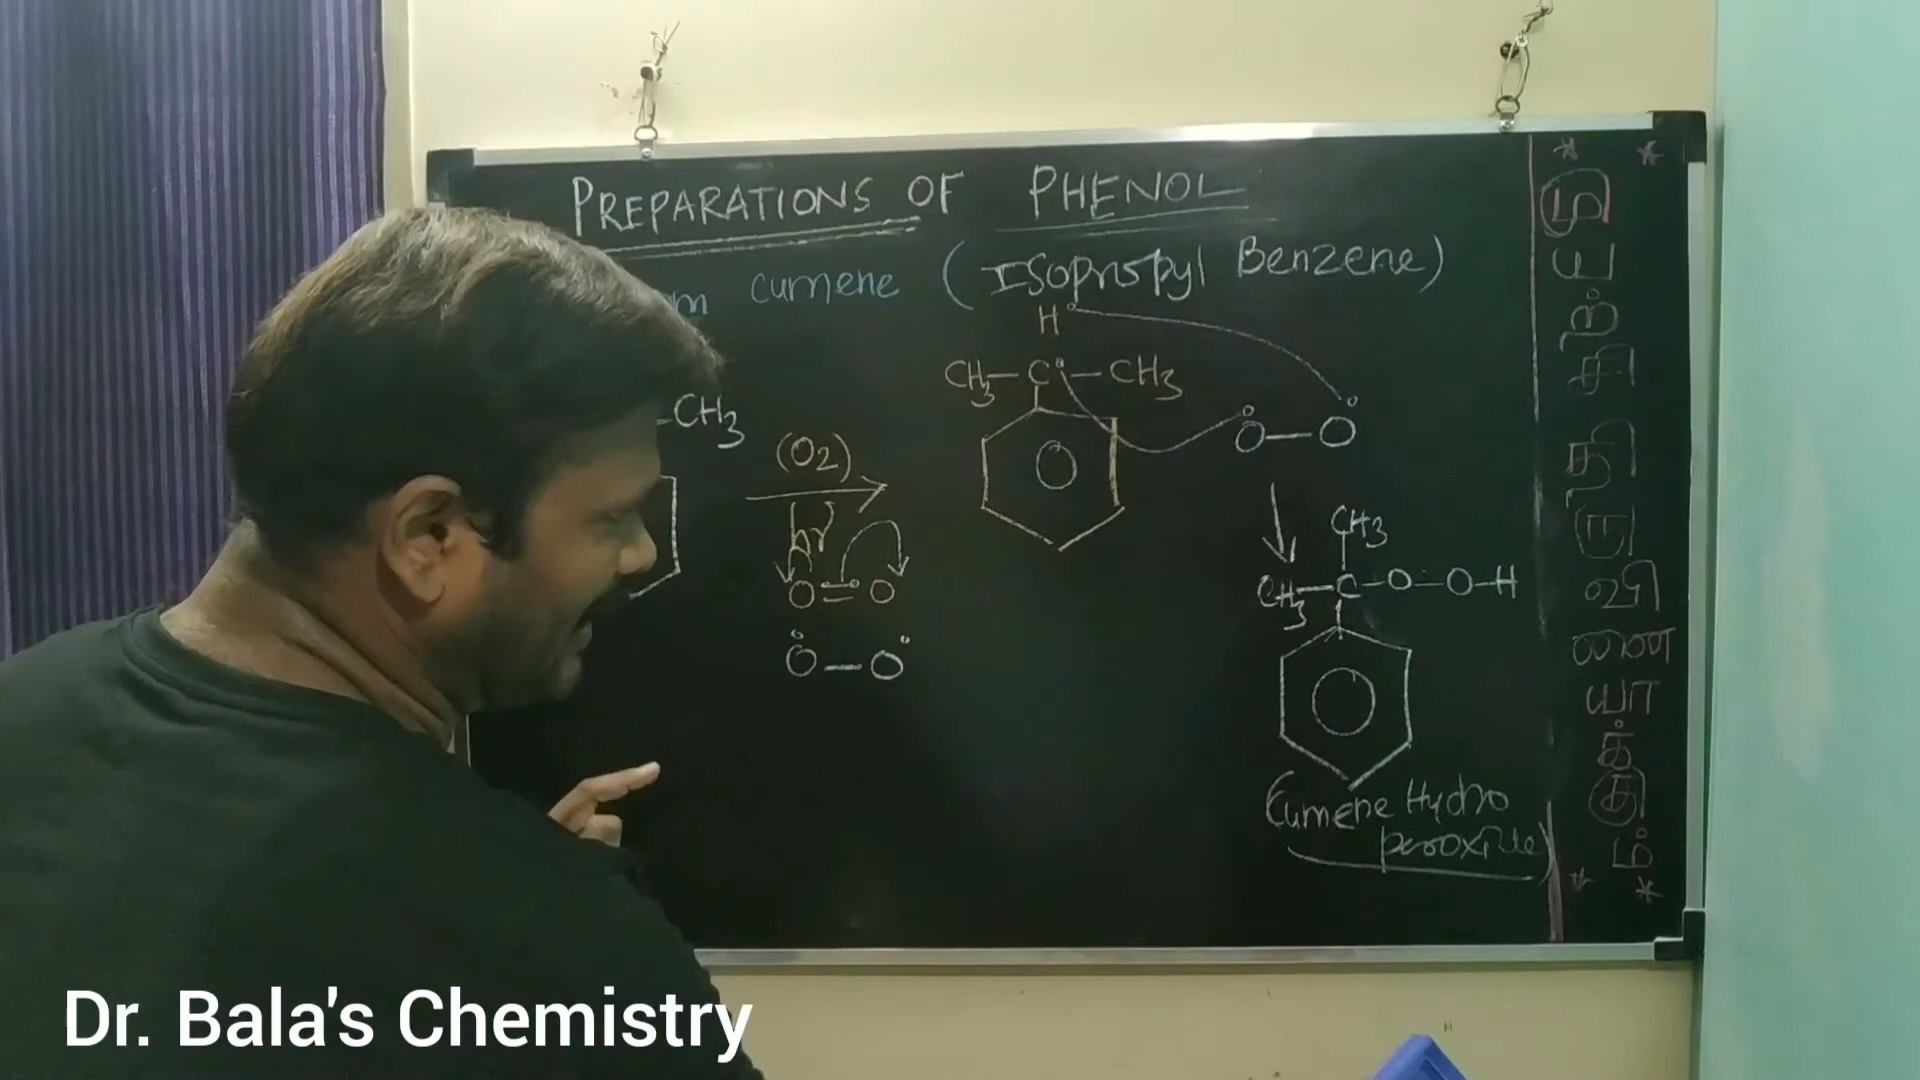 PREPARATIONS OF PHENOL
m cumene (Isopropyl Benzene)
H
CH3 — C — CH3
-CH3
(O2)
hν
O = O
O — O
O — O
CH3
CH3 — C — O — O — H
Cumene Hydro
peroxide)
Dr. Bala's Chemistry